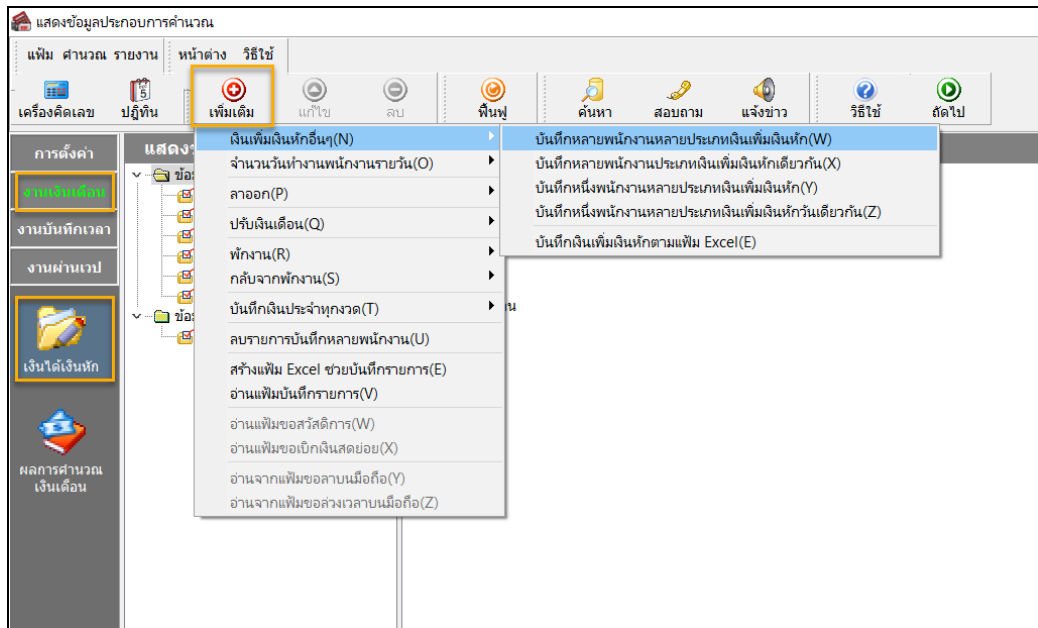 แสดงข้อมูลประกอบการคำนวณ
แฟ้ม คำนวณ รายงาน หน้าต่าง วิธีใช้
เครื่องคิดเลข ปฏิทิน เพิ่มเติม แก้ไข ลบ ฟื้นฟู ค้นหา สอบถาม แจ้งข่าว วิธีใช้ ถัดไป
การตั้งค่า
งานเงินเดือน
งานบันทึกเวลา
งานผ่านเวป
เงินได้เงินหัก
ผลการคำนวณ
เงินเดือน
แสดง
ข้อ
ข้อ
เงินเพิ่มเงินหักอื่นๆ(N)
จำนวนวันทำงานพนักงานรายวัน(O)
ลาออก(P)
ปรับเงินเดือน(Q)
พักงาน(R)
กลับจากพักงาน(S)
บันทึกเงินประจำทุกงวด(T)
ลบรายการบันทึกหลายพนักงาน(U)
สร้างแฟ้ม Excel ช่วยบันทึกรายการ(E)
อ่านแฟ้มบันทึกรายการ(V)
อ่านแฟ้มขอสวัสดิการ(W)
อ่านแฟ้มขอเบิกเงินสดย่อย(X)
อ่านจากแฟ้มขอลาบนมือถือ(Y)
อ่านจากแฟ้มขอล่วงเวลาบนมือถือ(Z)
บันทึกหลายพนักงานหลายประเภทเงินเพิ่มเงินหัก(W)
บันทึกหลายพนักงานประเภทเงินเพิ่มเงินหักเดียวกัน(X)
บันทึกหนึ่งพนักงานหลายประเภทเงินเพิ่มเงินหัก(Y)
บันทึกหนึ่งพนักงานหลายประเภทเงินเพิ่มเงินหักวันเดียวกัน(Z)
บันทึกเงินเพิ่มเงินหักตามแฟ้ม Excel(E)